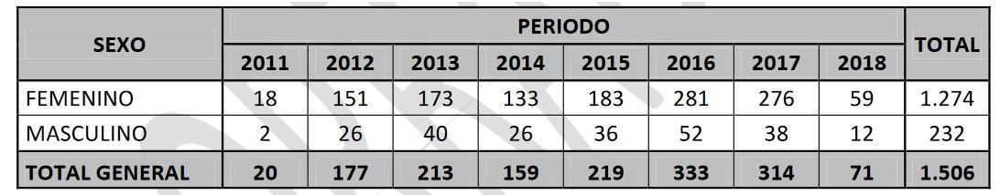 SEXO PERIODO TOTAL
2011 2012 2013 2014 2015 2016 2017 2018
FEMENINO 18 151 173 133 183 281 276 59 1.274
MASCULINO 2 26 40 26 36 52 38 12 232
TOTAL GENERAL 20 177 213 159 219 333 314 71 1.506